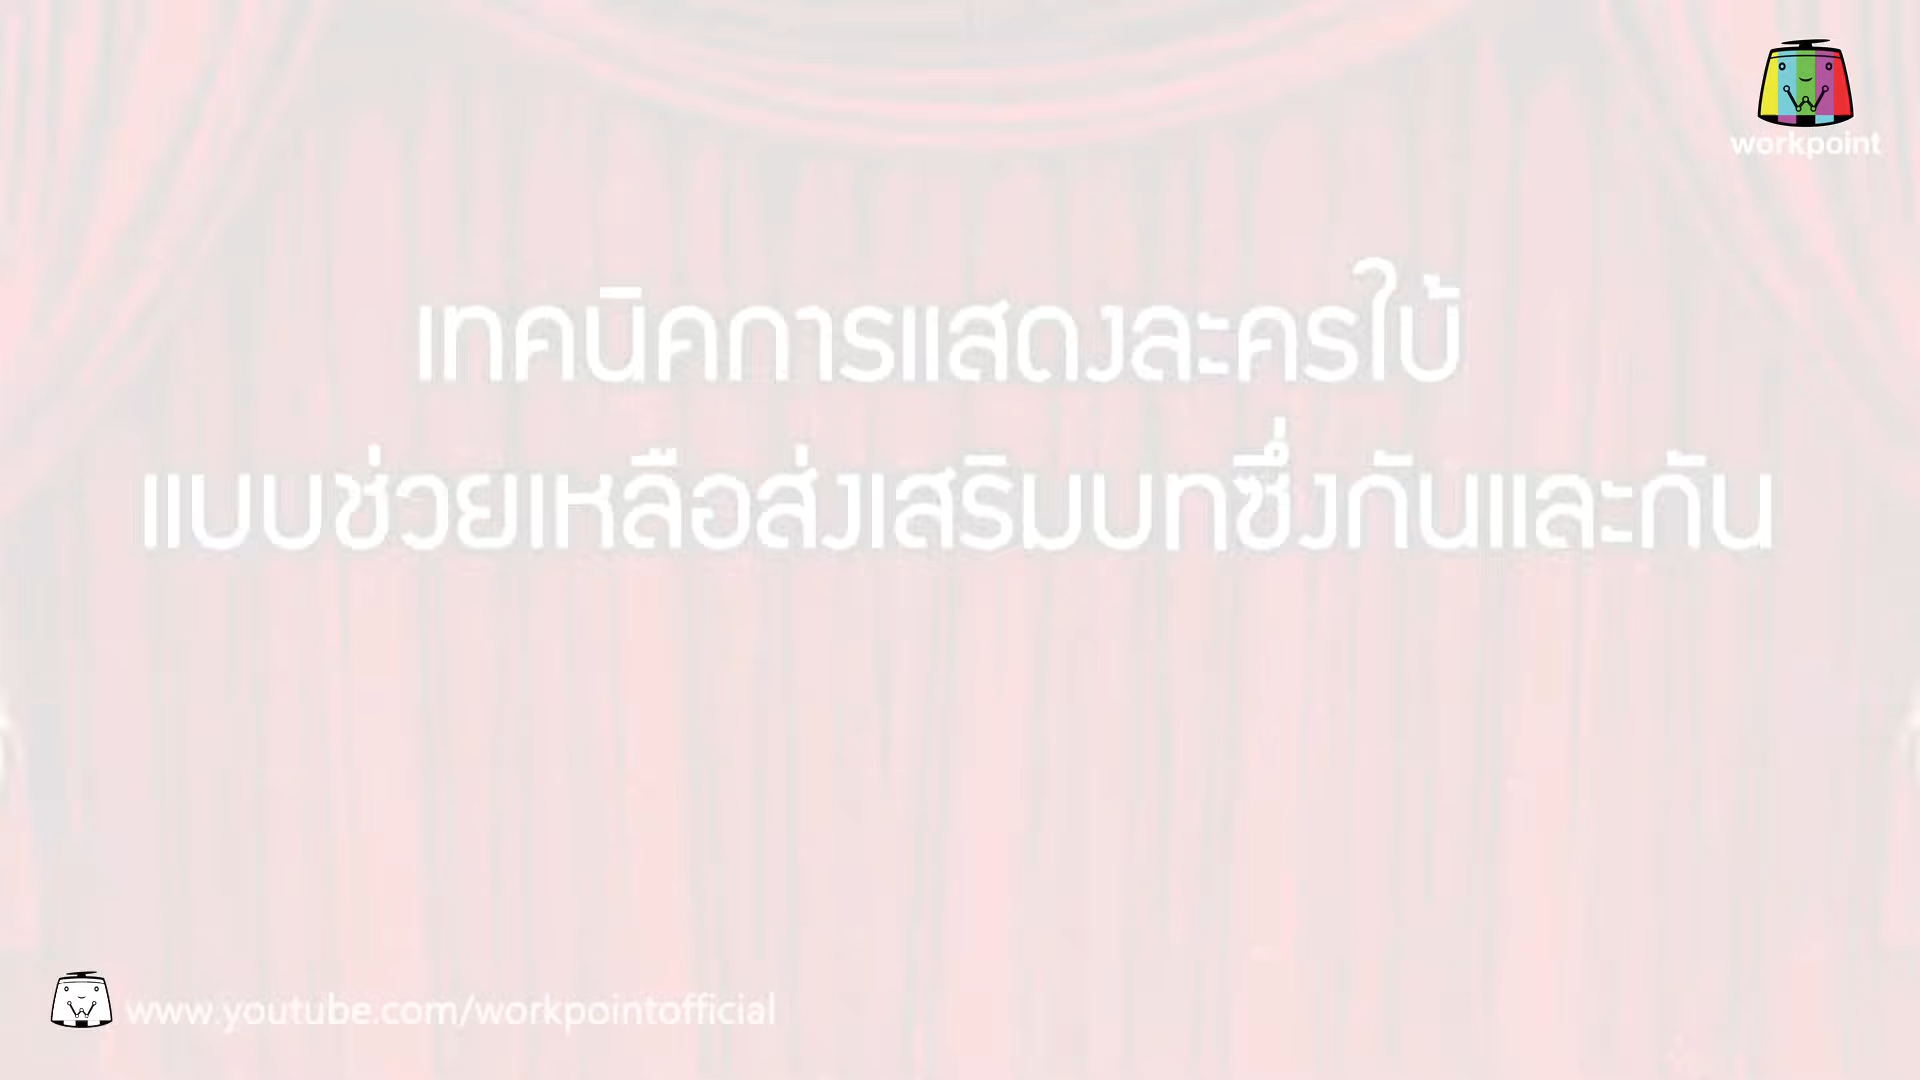 workpoint
เทคนิคการแสดงละครใบ้
แบบช่วยเหลือส่งเสริมบทซึ่งกันและกัน
www.youtube.com/workpointofficial